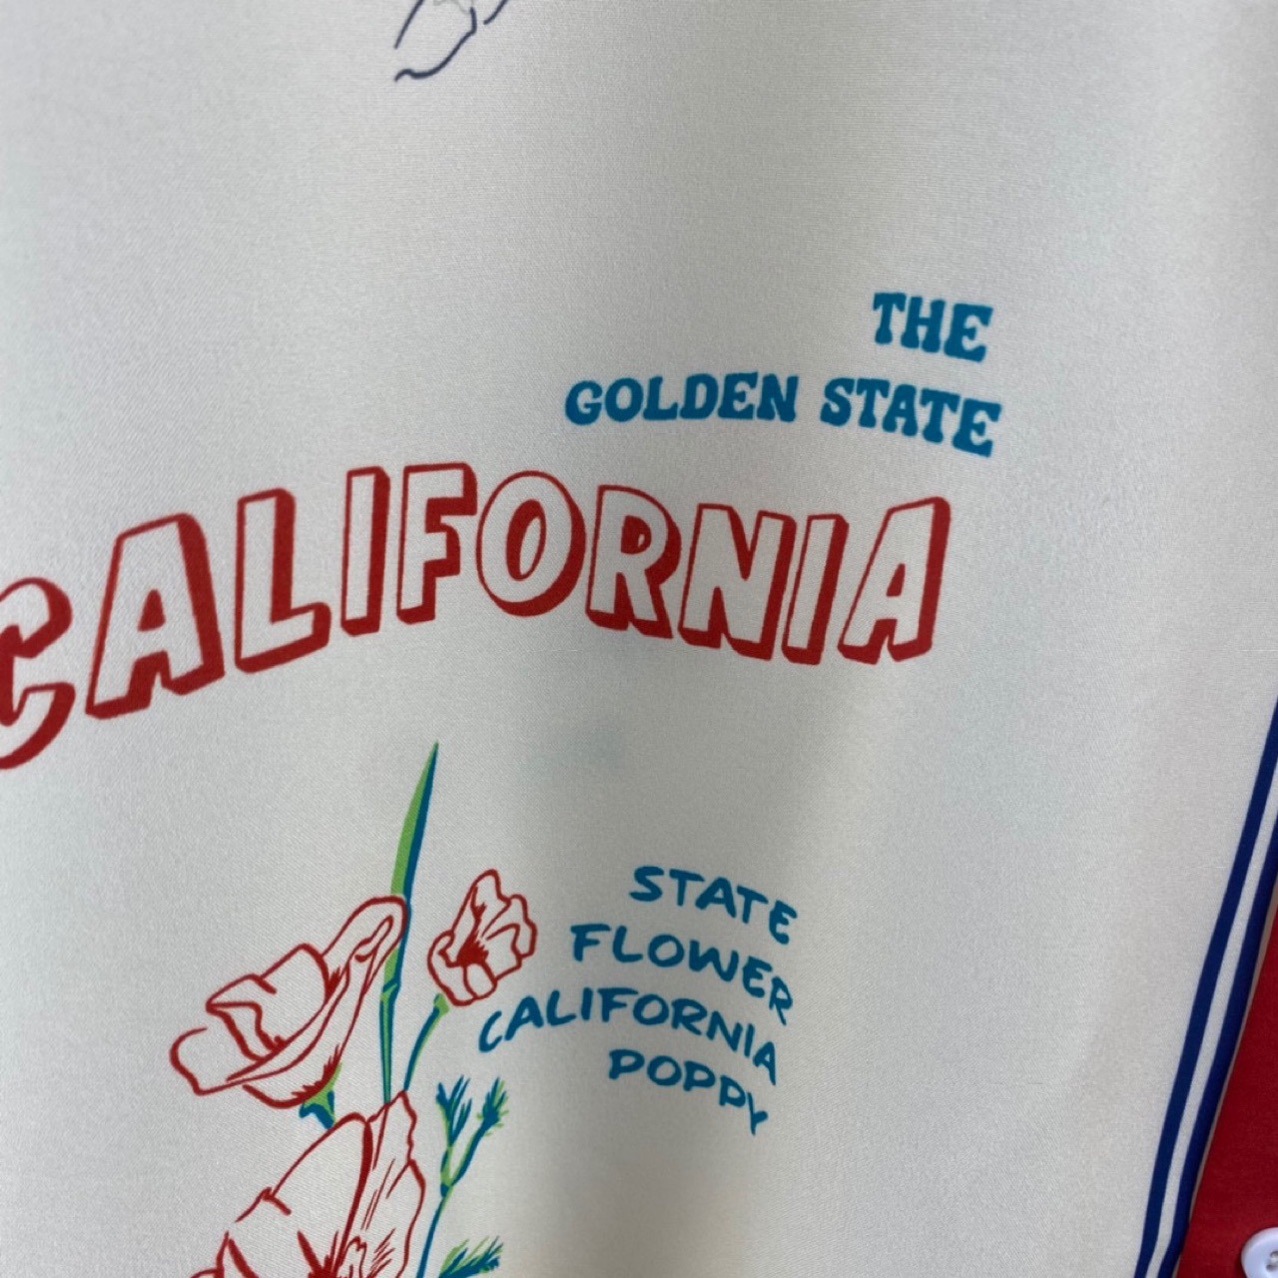 THE
GOLDEN STATE
CALIFORNIA
STATE
FLOWER
CALIFORNIA
POPPY